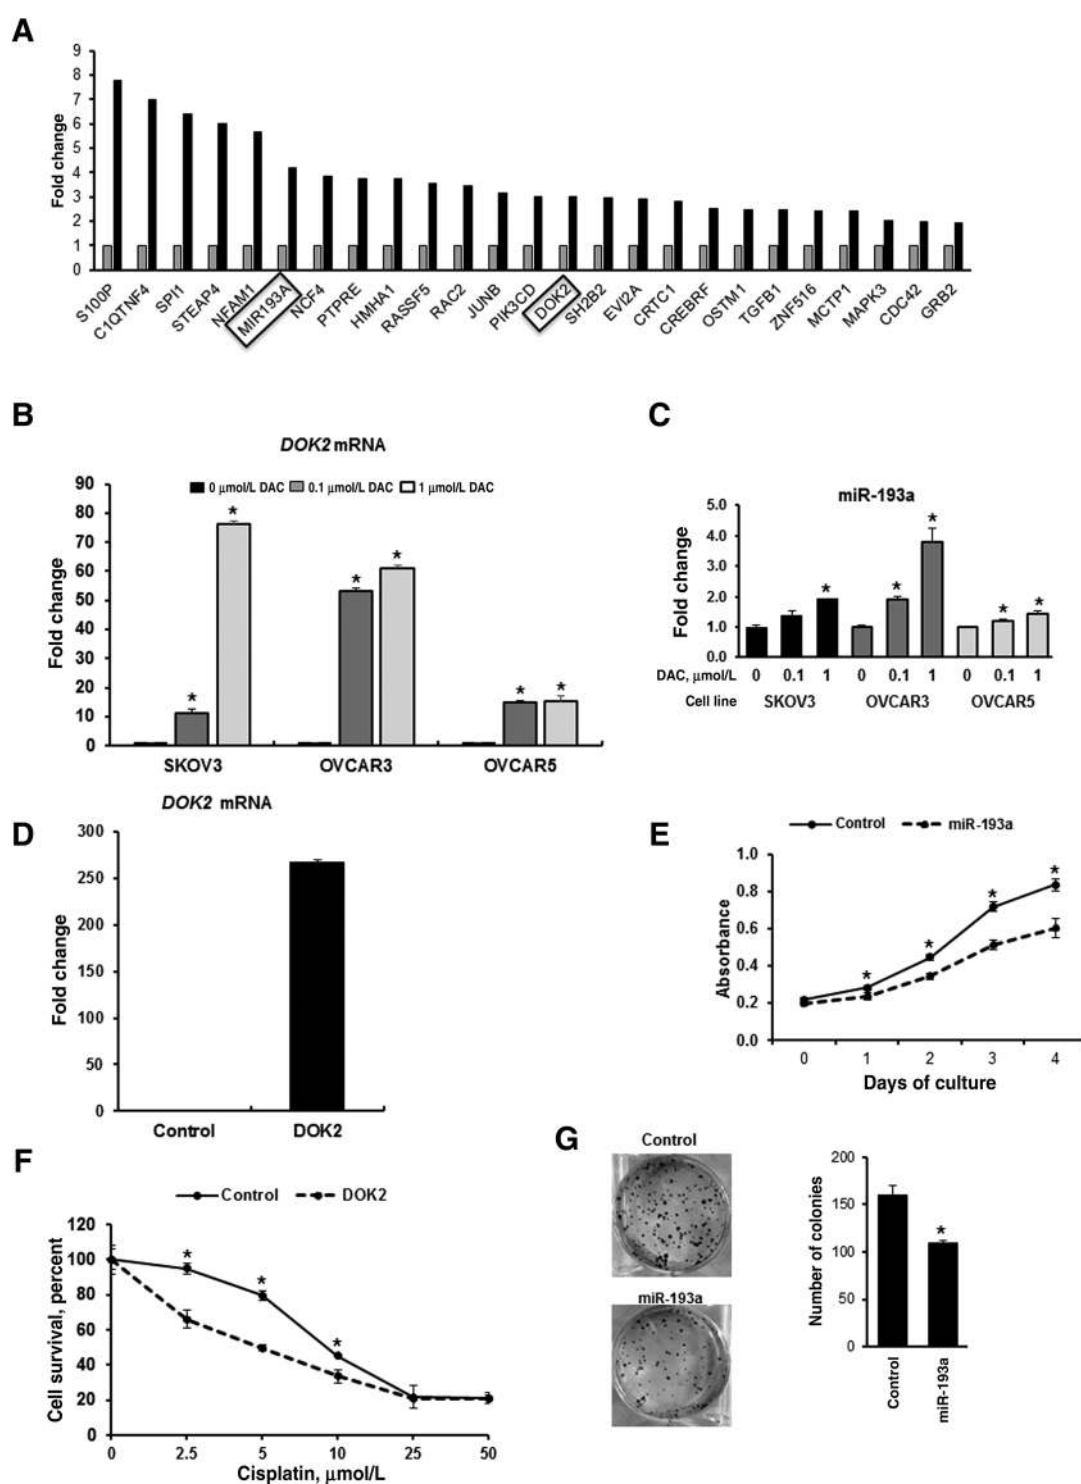 A
9
8
7
6
5
4
3
2
1
0
Fold change
S100P
C1QTNF4
SPI1
STEAP4
NFAM1
MIR193A
NCF4
PTPRE
HMHA1
RASSF5
RAC2
JUNB
PIK3CD
DOK2
SH2B2
EVI2A
CRTC1
CREBRF
OSTM1
TGFB1
ZNF516
MCTP1
MAPK3
CDC42
GRB2
B
DOK2 mRNA
0 μmol/L DAC 0.1 μmol/L DAC 1 μmol/L DAC
90
80
70
60
50
40
30
20
10
0
Fold change
* * * * * *
SKOV3 OVCAR3 OVCAR5
C
miR-193a
5.0
4.0
3.0
2.0
1.0
0.0
Fold change
* * * * *
DAC, μmol/L 0 0.1 1 0 0.1 1 0 0.1 1
Cell line SKOV3 OVCAR3 OVCAR5
D
DOK2 mRNA
300
250
200
150
100
50
0
Fold change
Control DOK2
E
Control miR-193a
1.0
0.8
0.6
0.4
0.2
0.0
Absorbance
* * * *
0 1 2 3 4
Days of culture
F
Control DOK2
120
100
80
60
40
20
0
Cell survival, percent
* * *
0 2.5 5 10 25 50
Cisplatin, μmol/L
G
Control
miR-193a
200
150
100
50
0
Number of colonies
*
Control
miR-193a